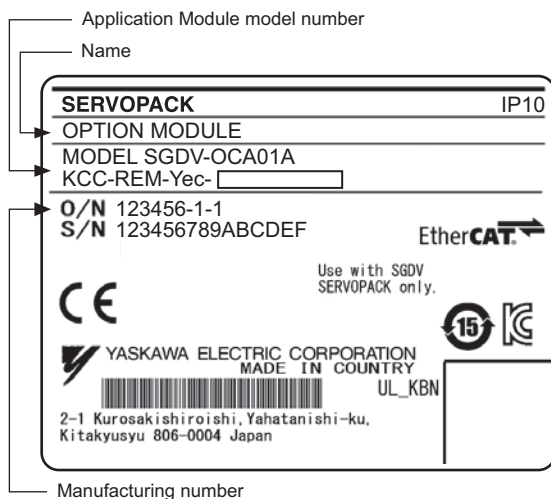 Application Module model number
Name
SERVOPACK IP10
OPTION MODULE
MODEL SGDV-OCA01A
KCC-REM-Yec-
O/N 123456-1-1
S/N 123456789ABCDEF
EtherCAT.
Use with SGDV
SERVOPACK only.
CE
15
YASKAWA ELECTRIC CORPORATION
MADE IN COUNTRY
UL_KBN
2-1 Kurosakishiroishi,Yahatanishi-ku,
Kitakyusyu 806-0004 Japan
Manufacturing number